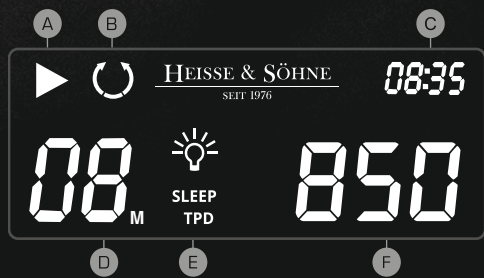 A B C
HEISSE & SÖHNE
SEIT 1976
08:35
08 M
SLEEP
TPD
850
D E F